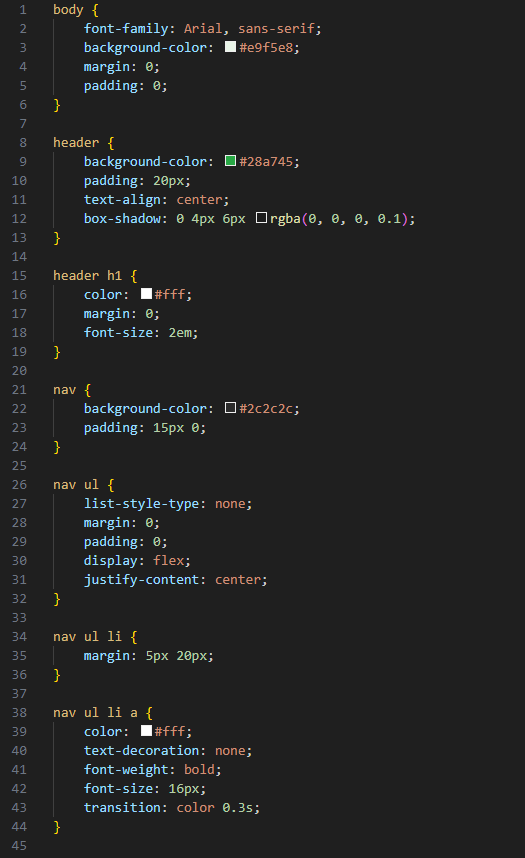 1 body {
2     font-family: Arial, sans-serif;
3     background-color: #e9f5e8;
4     margin: 0;
5     padding: 0;
6 }
7
8 header {
9     background-color: #28a745;
10     padding: 20px;
11     text-align: center;
12     box-shadow: 0 4px 6px rgba(0, 0, 0, 0.1);
13 }
14
15 header h1 {
16     color: #fff;
17     margin: 0;
18     font-size: 2em;
19 }
20
21 nav {
22     background-color: #2c2c2c;
23     padding: 15px 0;
24 }
25
26 nav ul {
27     list-style-type: none;
28     margin: 0;
29     padding: 0;
30     display: flex;
31     justify-content: center;
32 }
33
34 nav ul li {
35     margin: 5px 20px;
36 }
37
38 nav ul li a {
39     color: #fff;
40     text-decoration: none;
41     font-weight: bold;
42     font-size: 16px;
43     transition: color 0.3s;
44 }
45